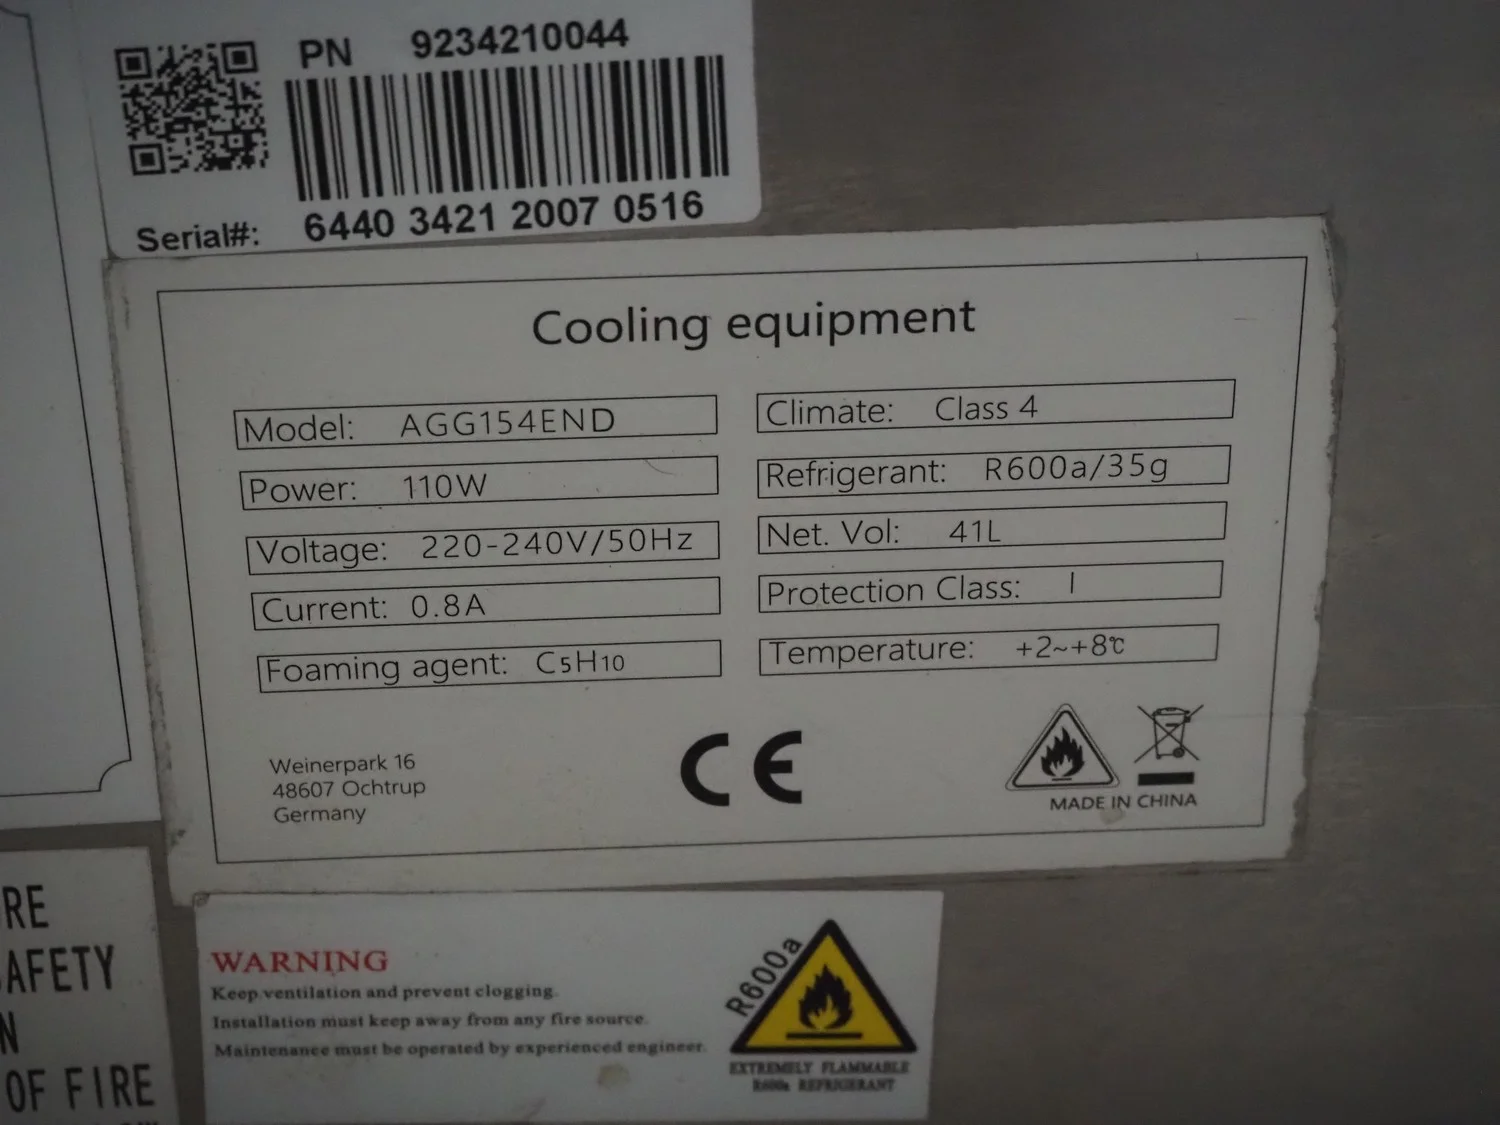 PN 9234210044
Serial#: 6440 3421 2007 0516
Cooling equipment
Model: AGG154END
Climate: Class 4
Power: 110W
Refrigerant: R600a/35g
Voltage: 220-240V/50Hz
Net. Vol: 41L
Current: 0.8A
Protection Class: I
Foaming agent: C5H10
Temperature: +2~+8℃
Weinerpark 16
48607 Ochtrup
Germany
CE
MADE IN CHINA
RE
AFETY
N
OF FIRE
WARNING
Keep ventilation and prevent clogging.
Installation must keep away from any fire source.
Maintenance must be operated by experienced engineer.
R600a
EXTREMELY FLAMMABLE
R600a REFRIGERANT